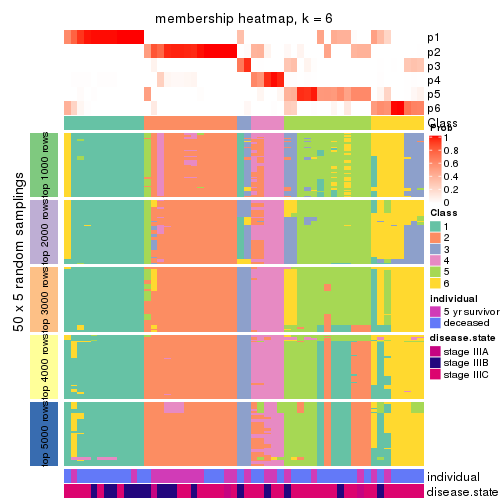 membership heatmap, k = 6
p1
p2
p3
p4
p5
p6
Class
50 x 5 random samplings
top 1000 rows
top 2000 rows
top 3000 rows
top 4000 rows
top 5000 rows
individual
disease.state
Prob
1
0.8
0.6
0.4
0.2
0
Class
1
2
3
4
5
6
individual
5 yr survivor
deceased
disease.state
stage IIIA
stage IIIB
stage IIIC